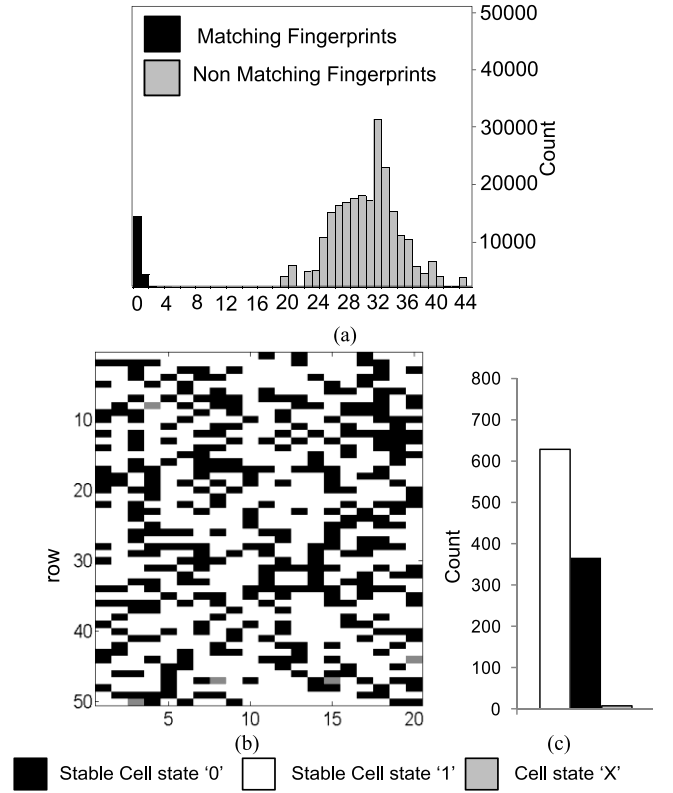 50000
Matching Fingerprints
40000
Non Matching Fingerprints
30000
Count
20000
10000
0 4 8 12 16 20 24 28 32 36 40 44
(a)
800
700
600
500
400
300
200
100
0
Count
10
20
30
40
50
row
5 10 15 20
(b) (c)
Stable Cell state ‘0’ Stable Cell state ‘1’ Cell state ‘X’